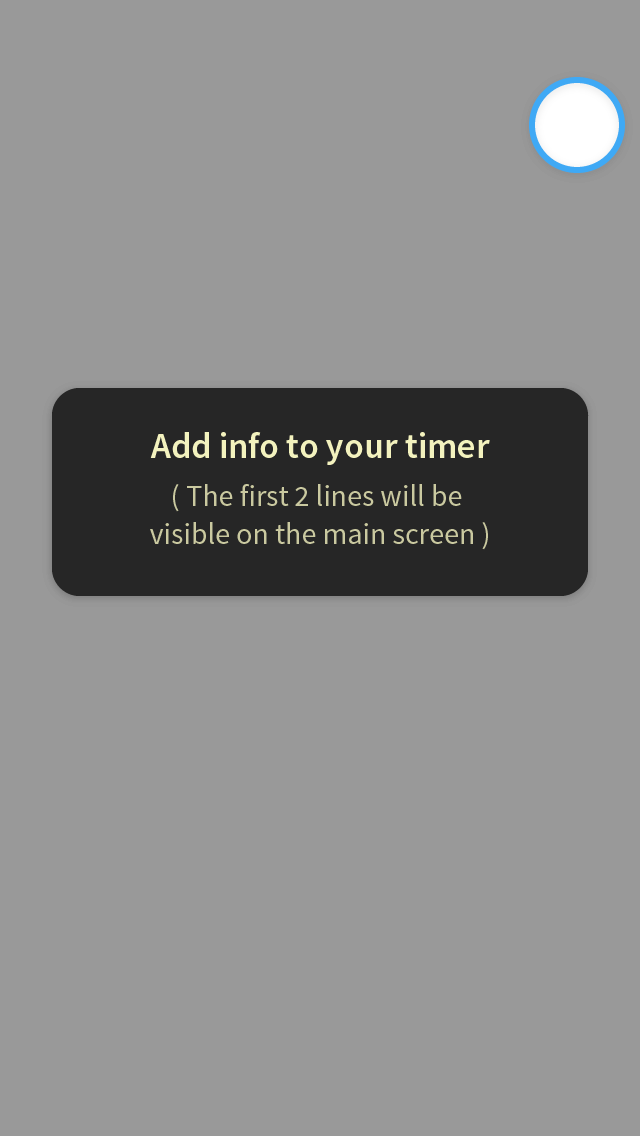 Add info to your timer
( The first 2 lines will be
visible on the main screen )